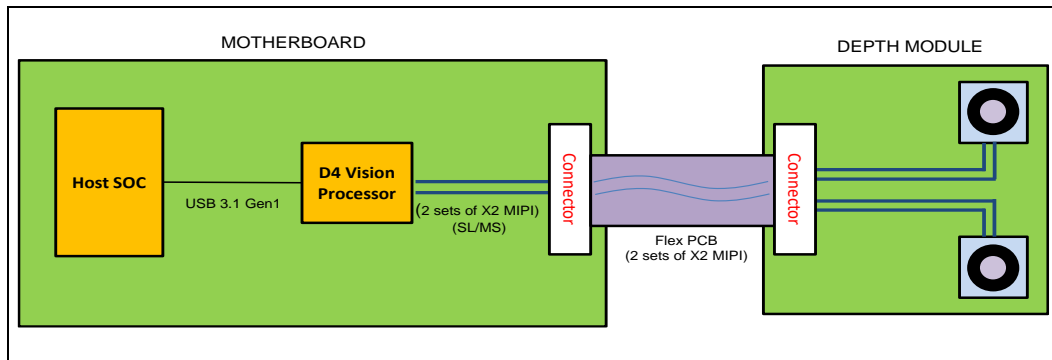 MOTHERBOARD
DEPTH MODULE
Host SOC
USB 3.1 Gen1
D4 Vision
Processor
(2 sets of X2 MIPI)
(SL/MS)
Connector
Flex PCB
(2 sets of X2 MIPI)
Connector